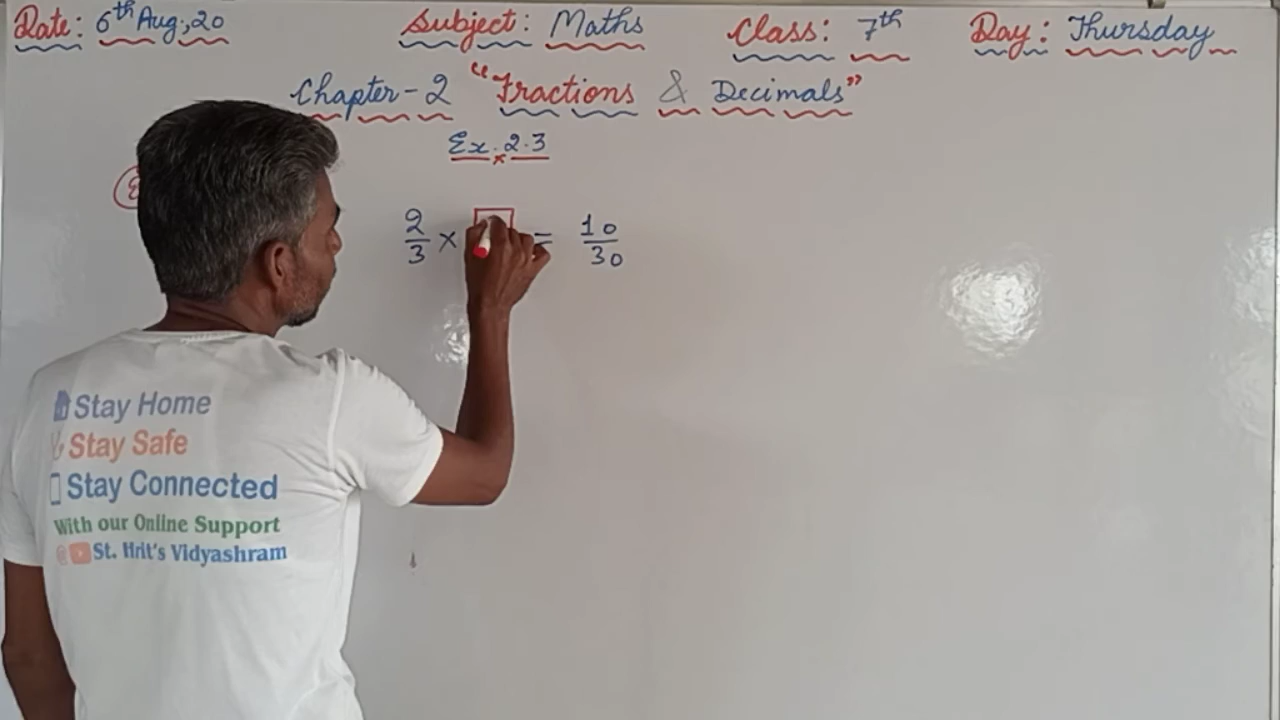 Date: 6th Aug, 20 Subject: Maths Class: 7th Day: Thursday
Chapter-2 "Fractions & Decimals"
Ex. 2.3
2/3 × = 10/30
Stay Home
Stay Safe
Stay Connected
With our Online Support
St. Hrit's Vidyashram